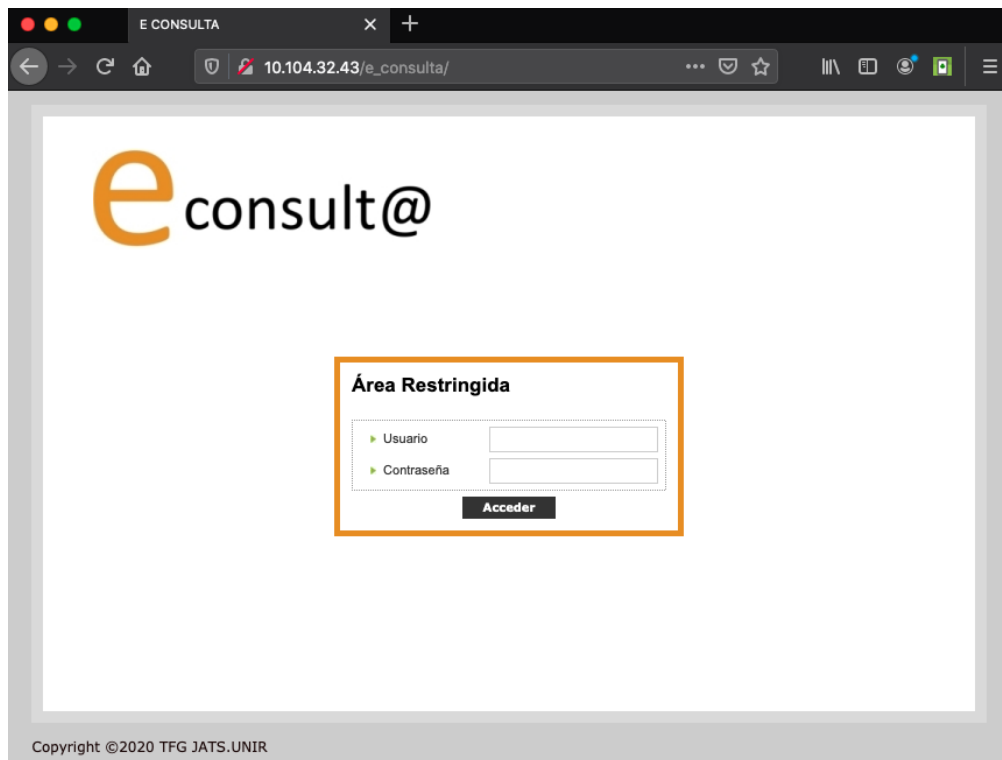 E CONSULTA
10.104.32.43/e_consulta/
e consult@
Área Restringida
Usuario
Contraseña
Acceder
Copyright ©2020 TFG JATS.UNIR